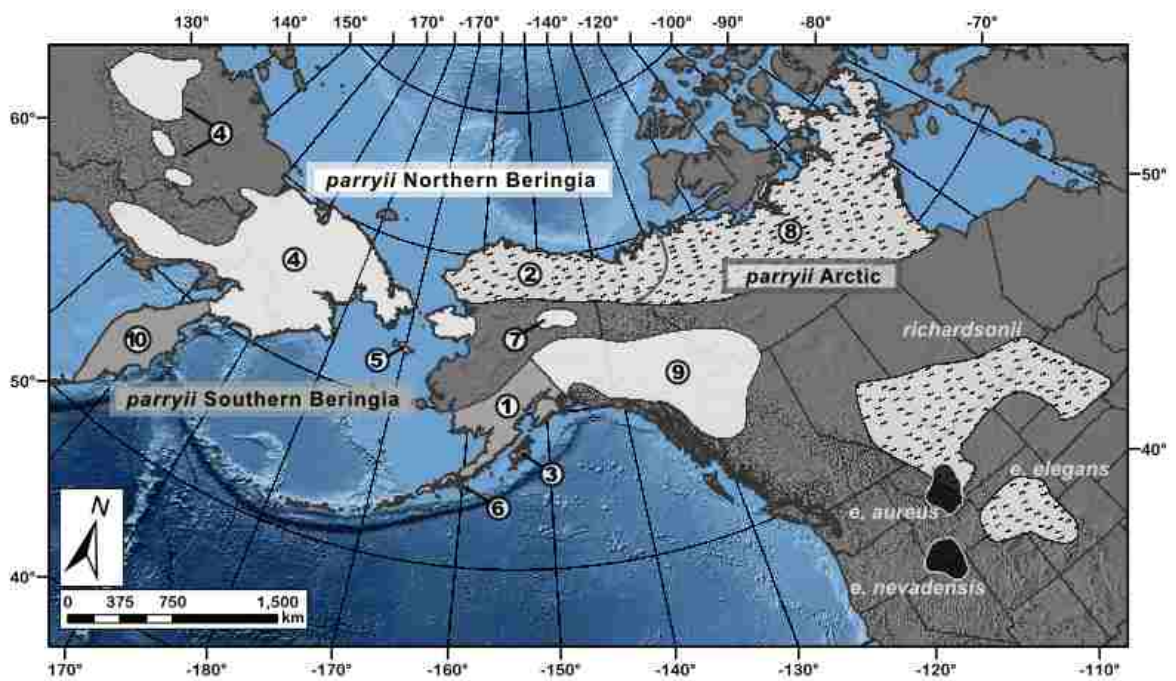 130° 140° 150° 160° 170° -170° -140° -120° -110° -100° -90° -80° -70°
60°
4
parryii Northern Beringia
50°
8
4
2
parryii Arctic
richardsonii
10
7
5
9
50°
parryii Southern Beringia
1
40°
e. elegans
3
e. aureus
6
N
40°
e. nevadensis
0 375 750 1,500
km
170° -180° -170° -160° -150° -140° -130° -120° -110°